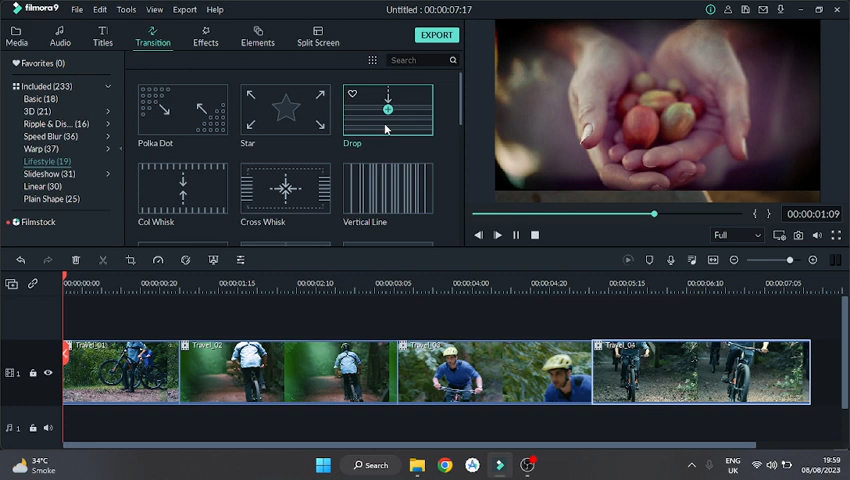 filmora9
File Edit Tools View Export Help
Untitled : 00:00:07:17
Media Audio Titles Transition Effects Elements Split Screen
EXPORT
Favorites (0)
Search
Included (233)
Basic (18)
3D (21)
Ripple & Dis... (16)
Speed Blur (36)
Warp (37)
Lifestyle (19)
Slideshow (31)
Linear (30)
Plain Shape (25)
Filmstock
Polka Dot Star Drop
Col Whisk Cross Whisk Vertical Line
00:00:01:09
Full
00:00:00:00 00:00:00:20 00:00:01:15 00:00:02:10 00:00:03:05 00:00:04:00 00:00:04:20 00:00:05:15 00:00:06:10 00:00:07:05
Travel_01 Travel_02 Travel_03 Travel_04
1
1
34°C
Smoke
Search
ENG
UK
19:59
08/08/2023